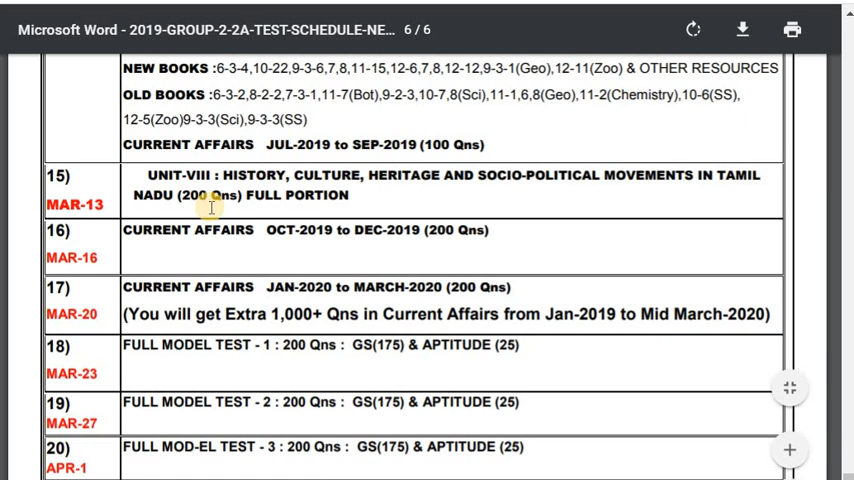 Microsoft Word - 2019-GROUP-2-2A-TEST-SCHEDULE-NE... 6 / 6
NEW BOOKS :6-3-4,10-22,9-3-6,7,8,11-15,12-6,7,8,12-12,9-3-1(Geo),12-11(Zoo) & OTHER RESOURCES
OLD BOOKS :6-3-2,8-2-2,7-3-1,11-7(Bot),9-2-3,10-7,8(Sci),11-1,6,8(Geo),11-2(Chemistry),10-6(SS),
12-5(Zoo)9-3-3(Sci),9-3-3(SS)
CURRENT AFFAIRS JUL-2019 to SEP-2019 (100 Qns)
15)
MAR-13
UNIT-VIII : HISTORY, CULTURE, HERITAGE AND SOCIO-POLITICAL MOVEMENTS IN TAMIL
NADU (200 Qns) FULL PORTION
16)
MAR-16
CURRENT AFFAIRS OCT-2019 to DEC-2019 (200 Qns)
17)
MAR-20
CURRENT AFFAIRS JAN-2020 to MARCH-2020 (200 Qns)
(You will get Extra 1,000+ Qns in Current Affairs from Jan-2019 to Mid March-2020)
18)
MAR-23
FULL MODEL TEST - 1 : 200 Qns : GS(175) & APTITUDE (25)
19)
MAR-27
FULL MODEL TEST - 2 : 200 Qns : GS(175) & APTITUDE (25)
20)
APR-1
FULL MOD-EL TEST - 3 : 200 Qns : GS(175) & APTITUDE (25)